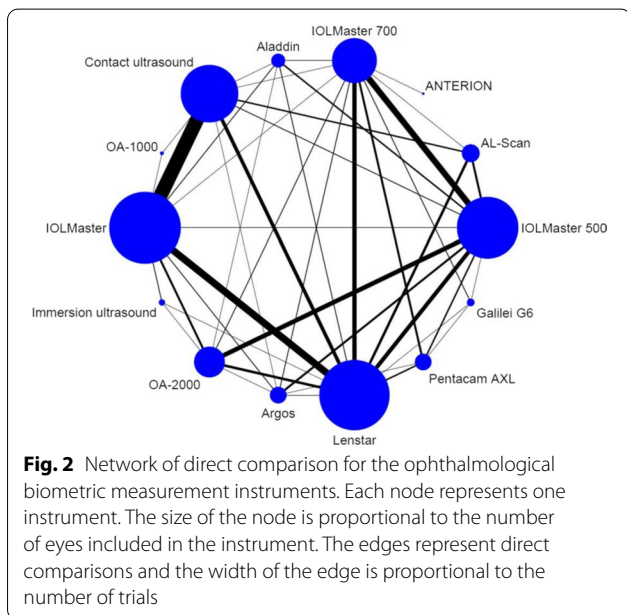 IOLMaster 700
Aladdin
Contact ultrasound
ANTERION
OA-1000
AL-Scan
IOLMaster
IOLMaster 500
Immersion ultrasound
Galilei G6
OA-2000
Pentacam AXL
Argos
Lenstar
Fig. 2 Network of direct comparison for the ophthalmological
biometric measurement instruments. Each node represents one
instrument. The size of the node is proportional to the number
of eyes included in the instrument. The edges represent direct
comparisons and the width of the edge is proportional to the
number of trials